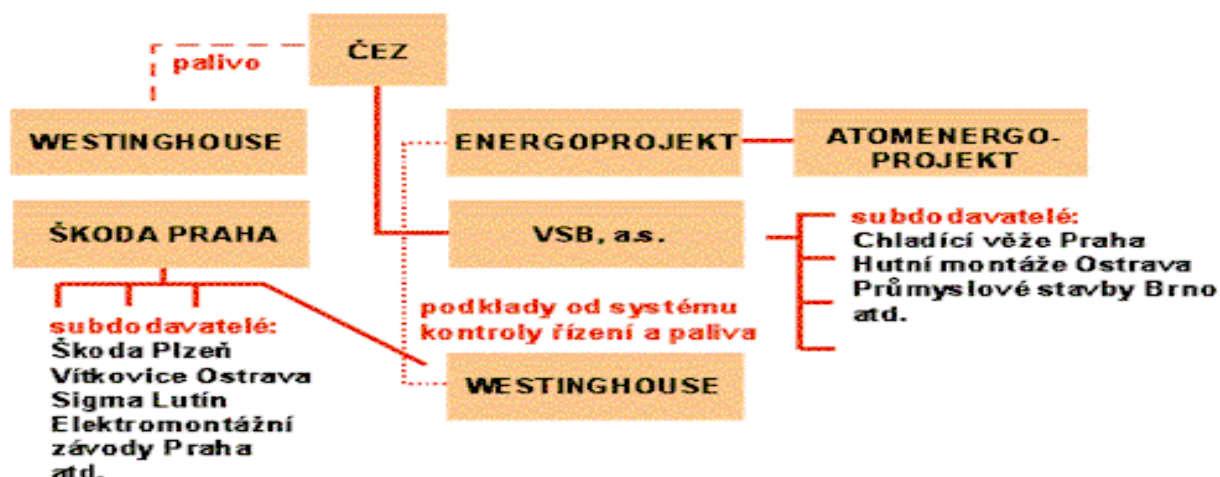 ČEZ
palivo
WESTINGHOUSE
ENERGOPROJEKT
ATOMENERGO-
PROJEKT
ŠKODA PRAHA
VSB, a.s.
subdodavatelé:
Chladící věže Praha
Hutní montáže Ostrava
Průmyslové stavby Brno
atd.
podklady od systému
kontroly řízení a paliva
subdodavatelé:
Škoda Plzeň
Vítkovice Ostrava
Sigma Lutín
Elektromontážní
závody Praha
atd.
WESTINGHOUSE